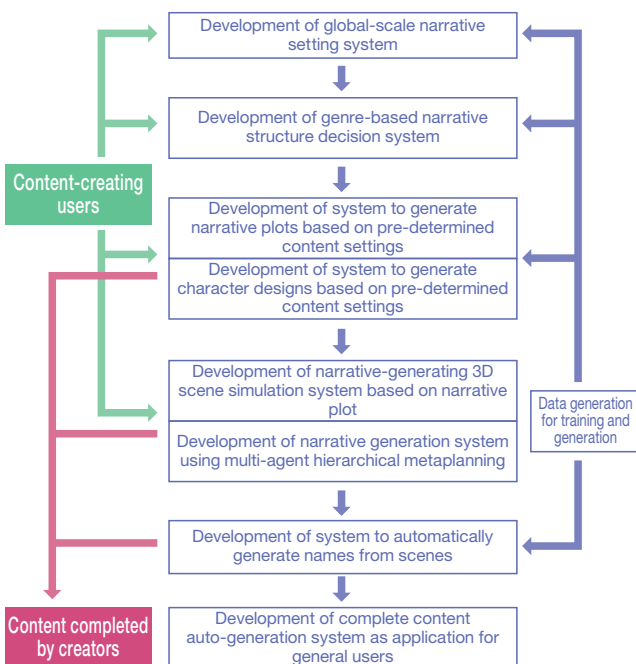 Development of global-scale narrative
setting system
Development of genre-based narrative
structure decision system
Content-creating
users
Development of system to generate
narrative plots based on pre-determined
content settings
Development of system to generate
character designs based on pre-determined
content settings
Development of narrative-generating 3D
scene simulation system based on narrative
plot
Development of narrative generation system
using multi-agent hierarchical metaplanning
Data generation
for training and
generation
Development of system to automatically
generate names from scenes
Content completed
by creators
Development of complete content
auto-generation system as application for
general users